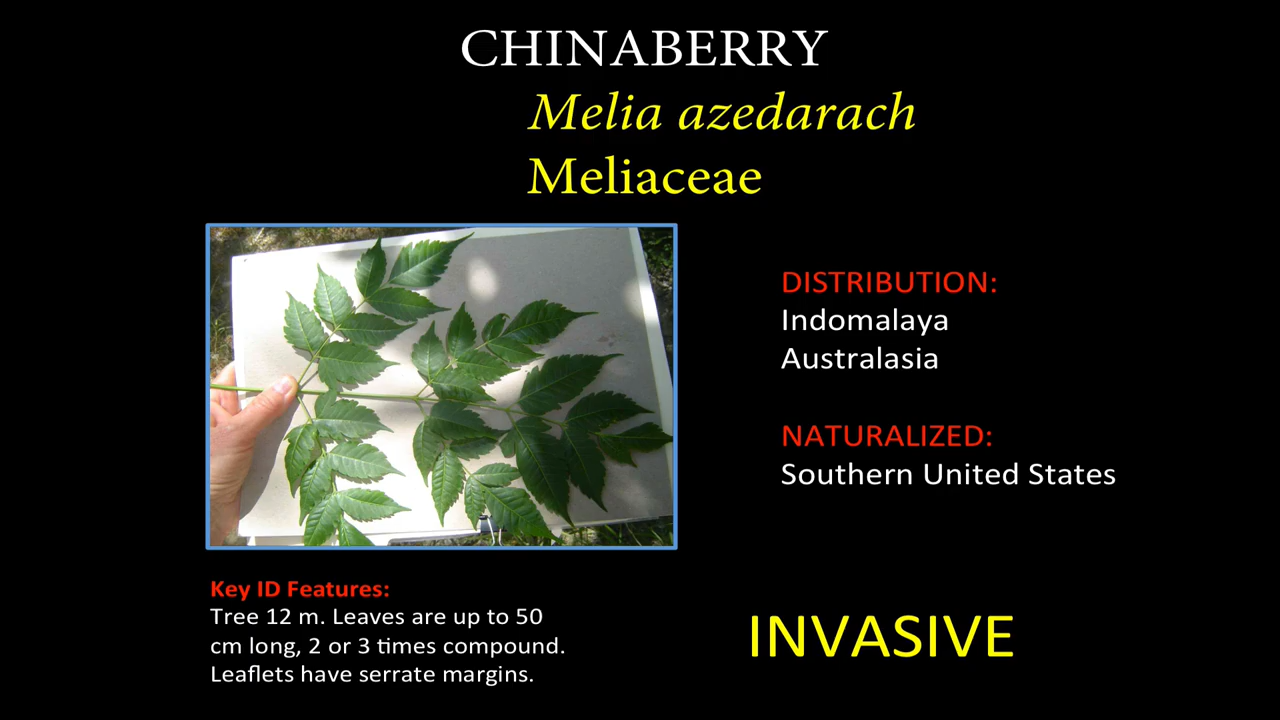 CHINABERRY
Melia azedarach
Meliaceae
DISTRIBUTION:
Indomalaya
Australasia
NATURALIZED:
Southern United States
Key ID Features:
Tree 12 m. Leaves are up to 50
cm long, 2 or 3 times compound.
Leaflets have serrate margins.
INVASIVE